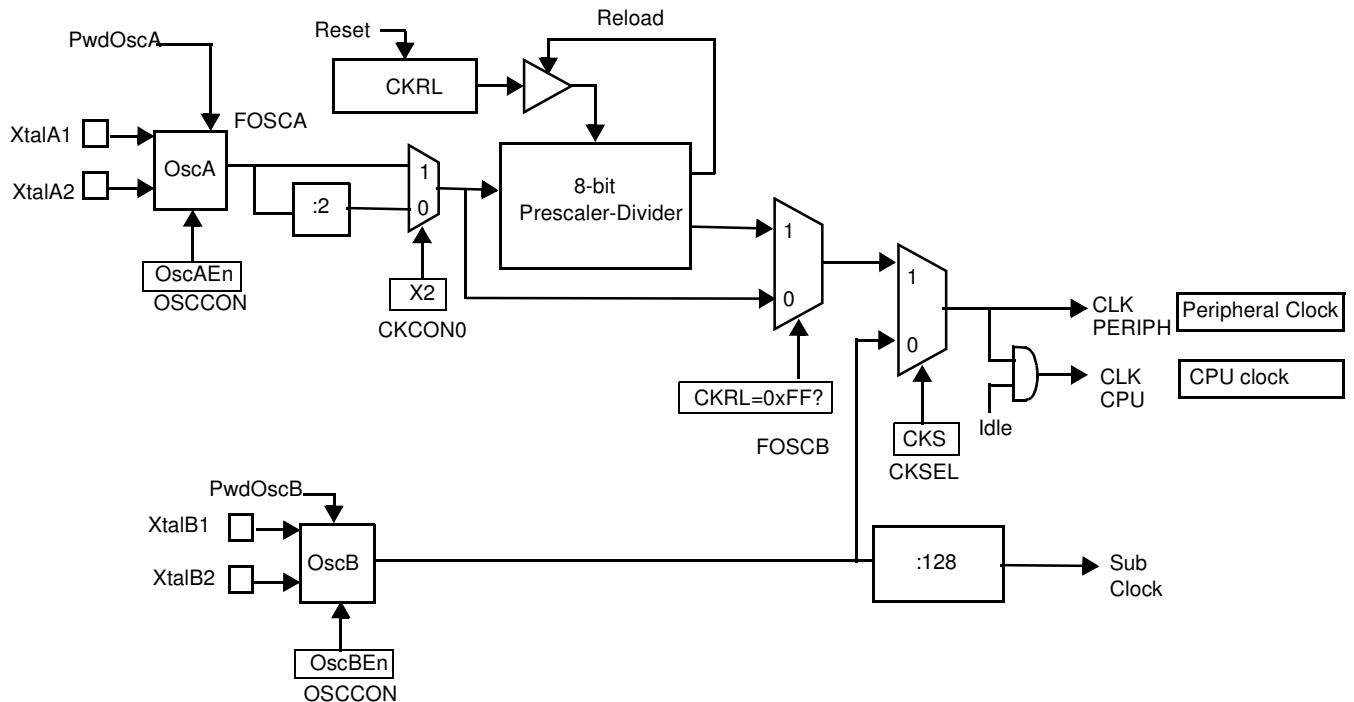 Reload
Reset
PwdOscA
CKRL
FOSCA
XtalA1
OscA
1
8-bit
XtalA2
:2
0
Prescaler-Divider
1
OscAEn
X2
0
1
OSCCON
CKCON0
CLK
PERIPH
Peripheral Clock
0
CLK
CPU
CPU clock
CKRL=0xFF?
Idle
FOSCB
CKS
CKSEL
PwdOscB
XtalB1
OscB
:128
Sub
Clock
XtalB2
OscBEn
OSCCON